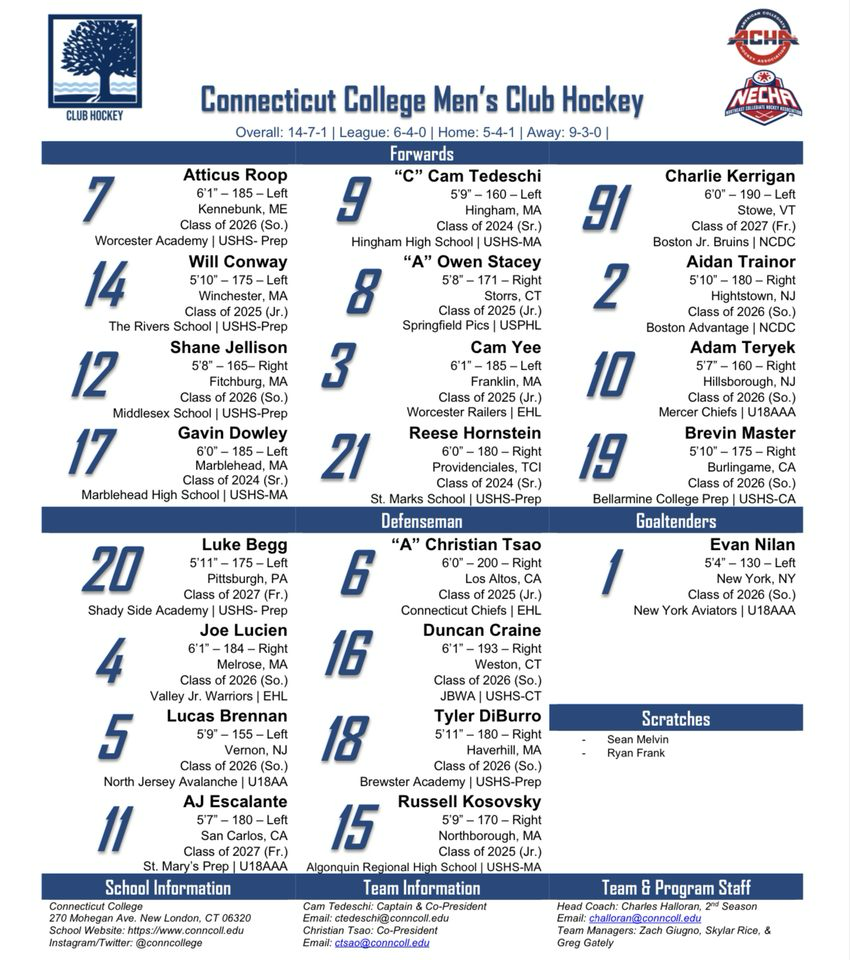 CLUB HOCKEY
AMERICAN COLLEGIATE
ACHA
HOCKEY ASSOCIATION
NECHA
NORTHEAST COLLEGIATE HOCKEY ASSOCIATION
Connecticut College Men's Club Hockey
Overall: 14-7-1 | League: 6-4-0 | Home: 5-4-1 | Away: 9-3-0 |
Forwards
7
Atticus Roop
6'1" – 185 – Left
Kennebunk, ME
Class of 2026 (So.)
Worcester Academy | USHS- Prep
9
"C" Cam Tedeschi
5'9" – 160 – Left
Hingham, MA
Class of 2024 (Sr.)
Hingham High School | USHS-MA
91
Charlie Kerrigan
6'0" – 190 – Left
Stowe, VT
Class of 2027 (Fr.)
Boston Jr. Bruins | NCDC
14
Will Conway
5'10" – 175 – Left
Winchester, MA
Class of 2025 (Jr.)
The Rivers School | USHS-Prep
8
"A" Owen Stacey
5'8" – 171 – Right
Storrs, CT
Class of 2025 (Jr.)
Springfield Pics | USPHL
2
Aidan Trainor
5'10" – 180 – Right
Hightstown, NJ
Class of 2026 (So.)
Boston Advantage | NCDC
12
Shane Jellison
5'8" – 165– Right
Fitchburg, MA
Class of 2026 (So.)
Middlesex School | USHS-Prep
3
Cam Yee
6'1" – 185 – Left
Franklin, MA
Class of 2025 (Jr.)
Worcester Railers | EHL
10
Adam Teryek
5'7" – 160 – Right
Hillsborough, NJ
Class of 2026 (So.)
Mercer Chiefs | U18AAA
17
Gavin Dowley
6'0" – 185 – Left
Marblehead, MA
Class of 2024 (Sr.)
Marblehead High School | USHS-MA
21
Reese Hornstein
6'0" – 180 – Right
Providenciales, TCI
Class of 2024 (Sr.)
St. Marks School | USHS-Prep
19
Brevin Master
5'10" – 175 – Right
Burlingame, CA
Class of 2026 (So.)
Bellarmine College Prep | USHS-CA
Defenseman
Goaltenders
20
Luke Begg
5'11" – 175 – Left
Pittsburgh, PA
Class of 2027 (Fr.)
Shady Side Academy | USHS- Prep
6
"A" Christian Tsao
6'0" – 200 – Right
Los Altos, CA
Class of 2025 (Jr.)
Connecticut Chiefs | EHL
1
Evan Nilan
5'4" – 130 – Left
New York, NY
Class of 2026 (So.)
New York Aviators | U18AAA
4
Joe Lucien
6'1" – 184 – Right
Melrose, MA
Class of 2026 (So.)
Valley Jr. Warriors | EHL
16
Duncan Craine
6'1" – 193 – Right
Weston, CT
Class of 2026 (So.)
JBWA | USHS-CT
5
Lucas Brennan
5'9" – 155 – Left
Vernon, NJ
Class of 2026 (So.)
North Jersey Avalanche | U18AA
18
Tyler DiBurro
5'11" – 180 – Right
Haverhill, MA
Class of 2026 (So.)
Brewster Academy | USHS-Prep
Scratches
- Sean Melvin
- Ryan Frank
11
AJ Escalante
5'7" – 180 – Left
San Carlos, CA
Class of 2027 (Fr.)
St. Mary's Prep | U18AAA
15
Russell Kosovsky
5'9" – 170 – Right
Northborough, MA
Class of 2025 (Jr.)
Algonquin Regional High School | USHS-MA
School Information
Connecticut College
270 Mohegan Ave. New London, CT 06320
School Website: https://www.conncoll.edu
Instagram/Twitter: @conncollege
Team Information
Cam Tedeschi: Captain & Co-President
Email: ctedeschi@conncoll.edu
Christian Tsao: Co-President
Email: ctsao@conncoll.edu
Team & Program Staff
Head Coach: Charles Halloran, 2nd Season
Email: challoran@conncoll.edu
Team Managers: Zach Giugno, Skylar Rice, &
Greg Gately